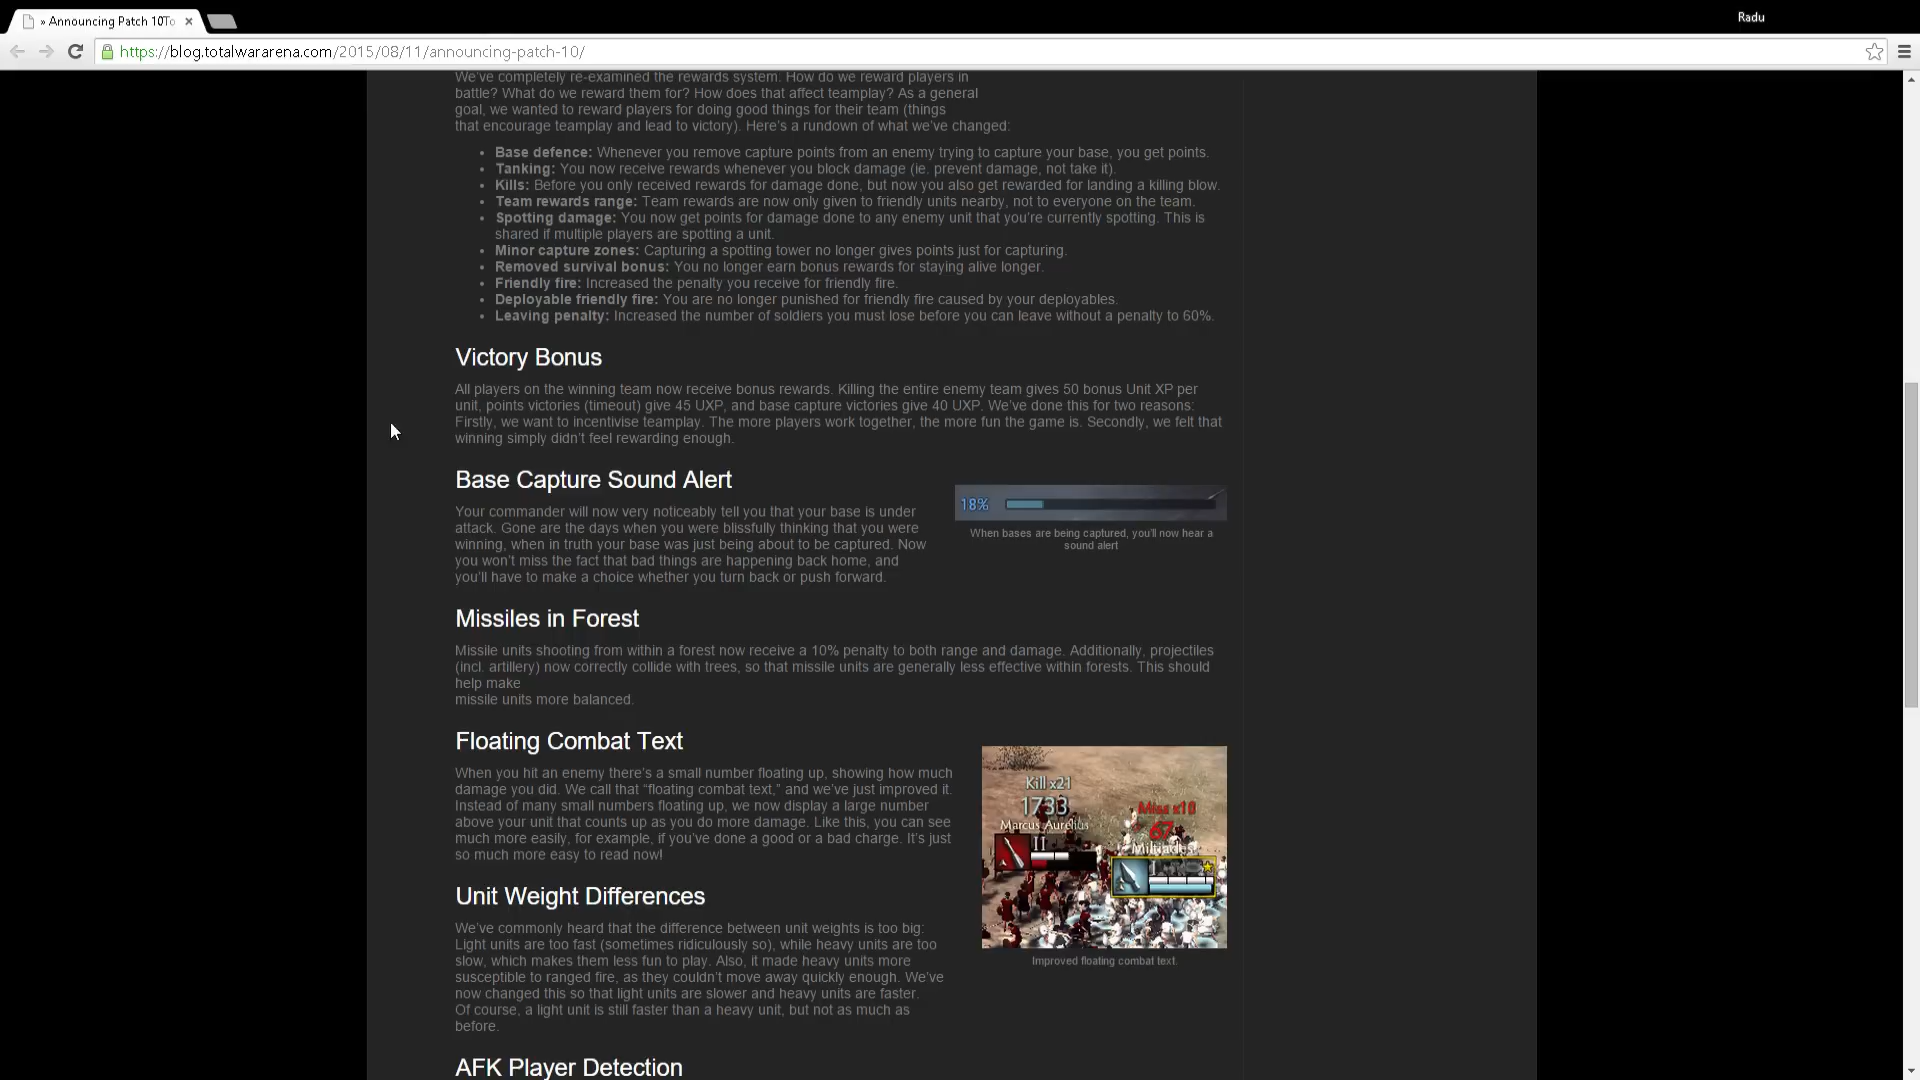 » Announcing Patch 10To
Radu
https://blog.totalwararena.com/2015/08/11/announcing-patch-10/
We've completely re-examined the rewards system. How do we reward players in
battle? What do we reward them for? How does that affect teamplay? As a general
goal, we wanted to reward players for doing good things for their team (things
that encourage teamplay and lead to victory). Here's a rundown of what we've changed:
• Base defence: Whenever you remove capture points from an enemy trying to capture your base, you get points.
• Tanking: You now receive rewards whenever you block damage (ie. prevent damage, not take it).
• Kills: Before you only received rewards for damage done, but now you also get rewarded for landing a killing blow.
• Team rewards range: Team rewards are now only given to friendly units nearby, not to everyone on the team.
• Spotting damage: You now get points for damage done to any enemy unit that you're currently spotting. This is
shared if multiple players are spotting a unit.
• Minor capture zones: Capturing a spotting tower no longer gives points just for capturing.
• Removed survival bonus: You no longer earn bonus rewards for staying alive longer.
• Friendly fire: Increased the penalty you receive for friendly fire.
• Deployable friendly fire: You are no longer punished for friendly fire caused by your deployables.
• Leaving penalty: Increased the number of soldiers you must lose before you can leave without a penalty to 60%.
Victory Bonus
All players on the winning team now receive bonus rewards. Killing the entire enemy team gives 50 bonus Unit XP per
unit, points victories (timeout) give 45 UXP, and base capture victories give 40 UXP. We've done this for two reasons:
Firstly, we want to incentivise teamplay. The more players work together, the more fun the game is. Secondly, we felt that
winning simply didn't feel rewarding enough.
Base Capture Sound Alert
Your commander will now very noticeably tell you that your base is under
attack. Gone are the days when you were blissfully thinking that you were
winning, when in truth your base was just being about to be captured. Now
you won't miss the fact that bad things are happening back home, and
you'll have to make a choice whether you turn back or push forward.
18%
When bases are being captured, you'll now hear a
sound alert
Missiles in Forest
Missile units shooting from within a forest now receive a 10% penalty to both range and damage. Additionally, projectiles
(incl. artillery) now correctly collide with trees, so that missile units are generally less effective within forests. This should
help make
missile units more balanced.
Floating Combat Text
When you hit an enemy there's a small number floating up, showing how much
damage you did. We call that “floating combat text,” and we've just improved it.
Instead of many small numbers floating up, we now display a large number
above your unit that counts up as you do more damage. Like this, you can see
much more easily, for example, if you've done a good or a bad charge. It's just
so much more easy to read now!
Kill x21
1733
Marcus Aurelius
II
Miss x18
67
Miltiades
Improved floating combat text.
Unit Weight Differences
We've commonly heard that the difference between unit weights is too big:
Light units are too fast (sometimes ridiculously so), while heavy units are too
slow, which makes them less fun to play. Also, it made heavy units more
susceptible to ranged fire, as they couldn't move away quickly enough. We've
now changed this so that light units are slower and heavy units are faster.
Of course, a light unit is still faster than a heavy unit, but not as much as
before.
AFK Player Detection